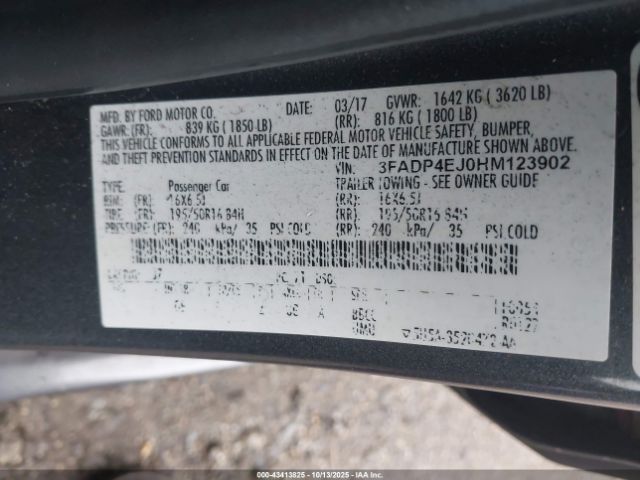 MFD. BY FORD MOTOR CO. DATE: 03/17 GVWR: 1642 KG ( 3620 LB)
GAWR: (FR): 839 KG ( 1850 LB) (RR): 816 KG ( 1800 LB)
THIS VEHICLE CONFORMS TO ALL APPLICABLE FEDERAL MOTOR VEHICLE SAFETY, BUMPER,
AND THEFT PREVENTION STANDARDS IN EFFECT ON THE DATE OF MANUFACTURE SHOWN ABOVE.
VIN: 3FADP4EJ0HM123902
TYPE: Passenger Car TRAILER TOWING - SEE OWNER GUIDE
RIM: (FR): 16X6.5J (RR): 16X6.5J
TIRE: (FR): 195/50R16 84H (RR): 195/50R16 84H
PRESSURE: (FR): 240 kPa/ 35 PSI COLD (RR): 240 kPa/ 35 PSI COLD
000-43413825 - 10/13/2025 - IAA Inc.